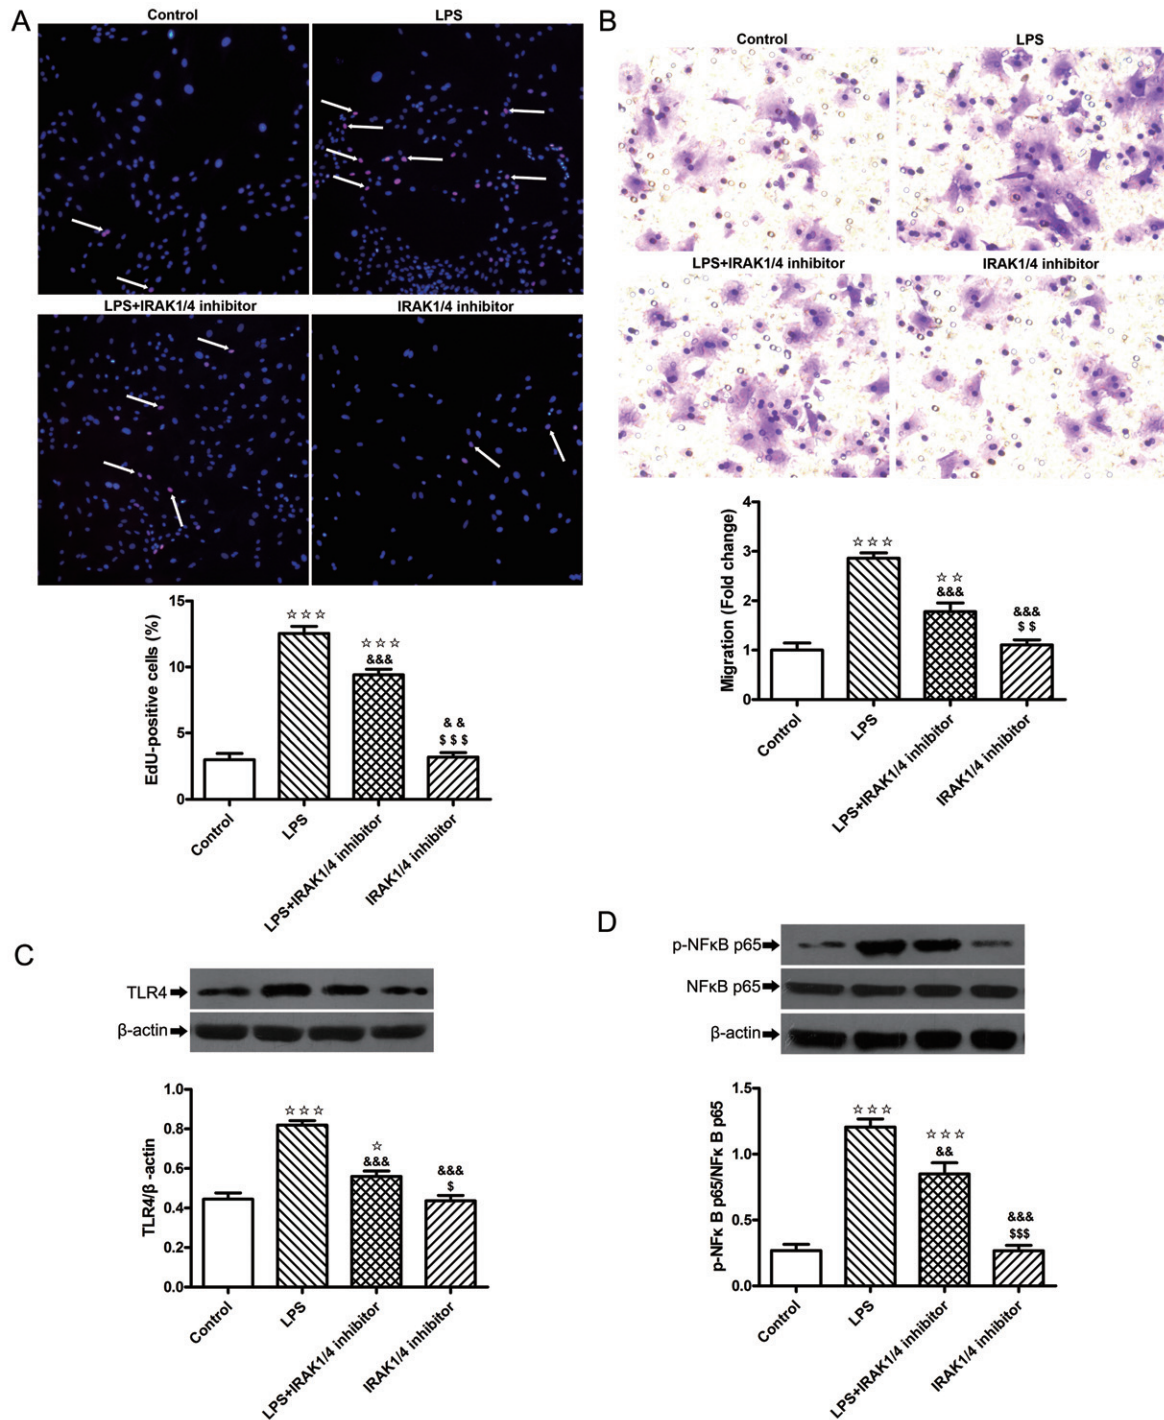 A
Control
LPS
LPS+IRAK1/4 inhibitor
IRAK1/4 inhibitor
EdU-positive cells (%)
15
10
5
0
☆☆☆
☆☆☆
&&&
& &
$ $ $
Control
LPS
LPS+IRAK1/4 inhibitor
IRAK1/4 inhibitor
B
Control
LPS
LPS+IRAK1/4 inhibitor
IRAK1/4 inhibitor
Migration (Fold change)
4
3
2
1
0
☆☆☆
☆☆
&&&
&&&
$ $
Control
LPS
LPS+IRAK1/4 inhibitor
IRAK1/4 inhibitor
C
TLR4
β-actin
TLR4/β -actin
1.0
0.8
0.6
0.4
0.2
0.0
☆☆☆
☆
&&&
&&&
$
Control
LPS
LPS+IRAK1/4 inhibitor
IRAK1/4 inhibitor
D
p-NFκB p65
NFκB p65
β-actin
p-NFκ B p65/NFκ B p65
1.5
1.0
0.5
0.0
☆☆☆
☆☆☆
&&
&&&
$$$
Control
LPS
LPS+IRAK1/4 inhibitor
IRAK1/4 inhibitor